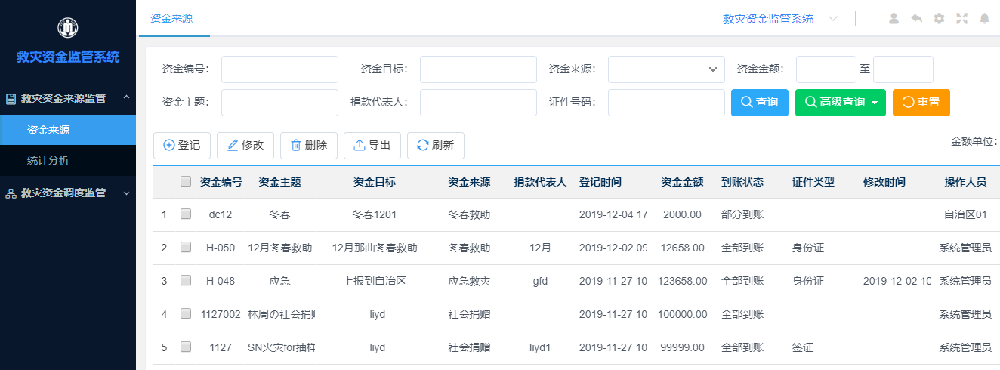 资金来源
救灾资金监管系统
救灾资金监管系统
救灾资金来源监管
资金来源
统计分析
救灾资金调度监管
资金编号： 资金目标： 资金来源： 资金金额： 至
资金主题： 捐款代表人： 证件号码： 查询 高级查询 重置
登记 修改 删除 导出 刷新 金额单位：
资金编号 资金主题 资金目标 资金来源 捐款代表人 登记时间 资金金额 到账状态 证件类型 修改时间 操作人员
1 dc12 冬春 冬春1201 冬春救助 2019-12-04 17 2000.00 部分到账 自治区01
2 H-050 12月冬春救助 12月那曲冬春救助 冬春救助 12月 2019-12-02 09 12658.00 全部到账 身份证 系统管理员
3 H-048 应急 上报到自治区 应急救灾 gfd 2019-11-27 10 123658.00 全部到账 身份证 2019-12-02 10 系统管理员
4 1127002 林周の社会捐赠 liyd 社会捐赠 2019-11-27 10 100000.00 全部到账 系统管理员
5 1127 SN火灾for抽样 liyd 社会捐赠 liyd1 2019-11-27 10 99999.00 全部到账 签证 系统管理员